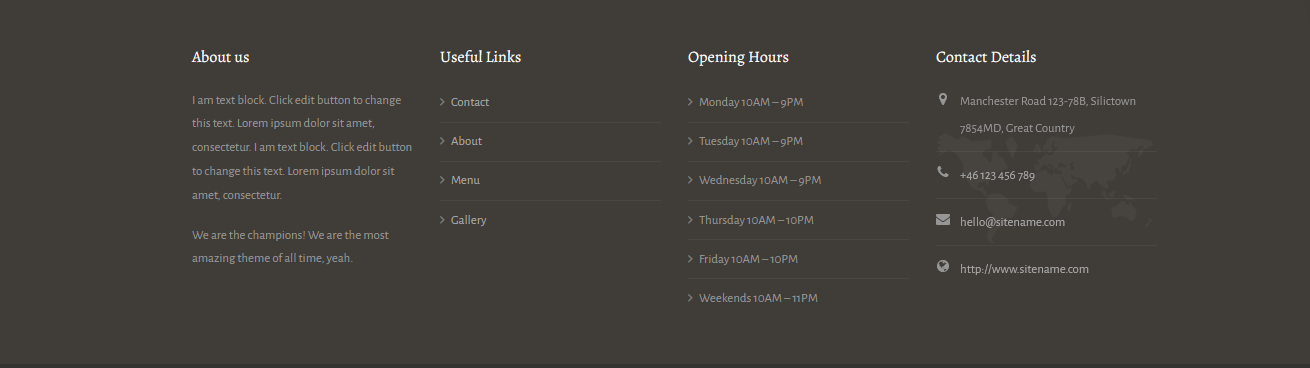 About us
I am text block. Click edit button to change
this text. Lorem ipsum dolor sit amet,
consectetur. I am text block. Click edit button
to change this text. Lorem ipsum dolor sit
amet, consectetur.
We are the champions! We are the most
amazing theme of all time, yeah.
Useful Links
Contact
About
Menu
Gallery
Opening Hours
Monday 10AM – 9PM
Tuesday 10AM – 9PM
Wednesday 10AM – 9PM
Thursday 10AM – 10PM
Friday 10AM – 10PM
Weekends 10AM – 11PM
Contact Details
Manchester Road 123-78B, Silictown
7854MD, Great Country
+46 123 456 789
hello@sitename.com
http://www.sitename.com